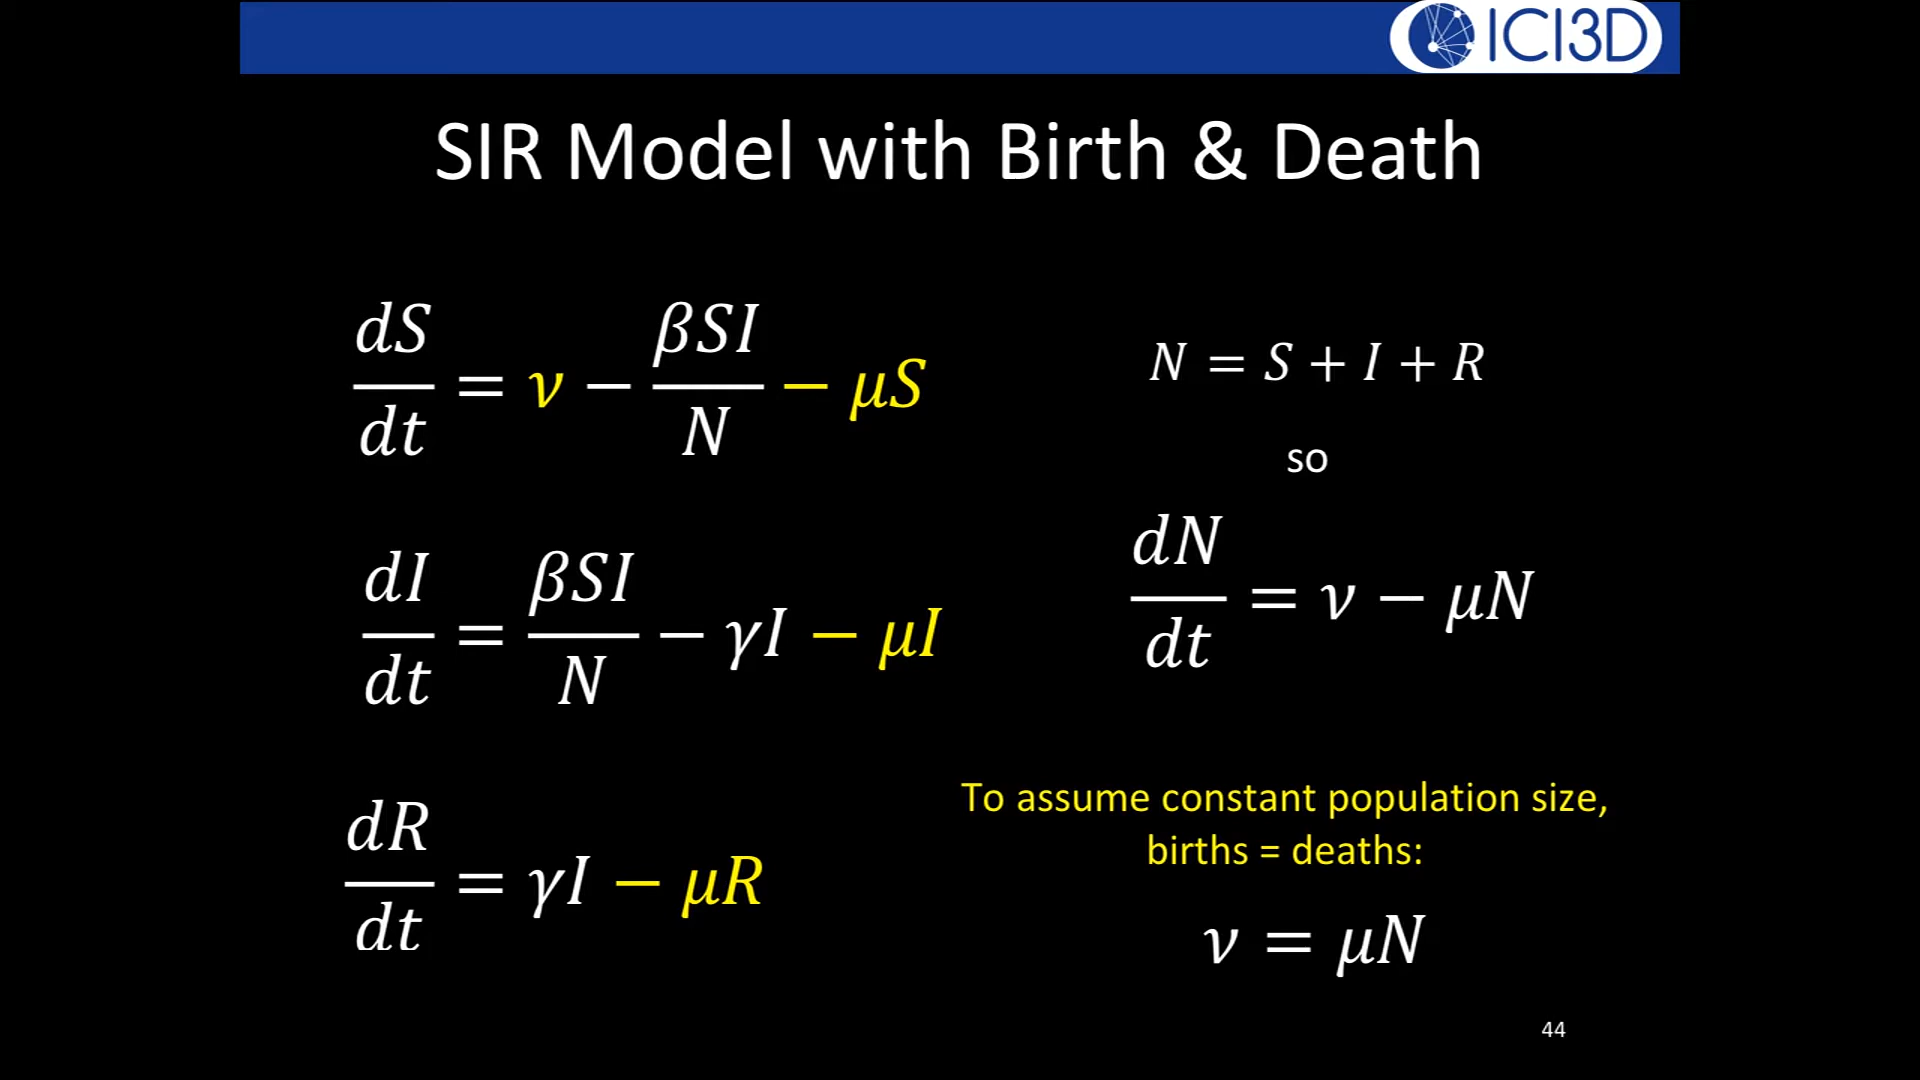 ICI3D
SIR Model with Birth & Death
dS/dt = ν − βSI/N − μS
dI/dt = βSI/N − γI − μI
dR/dt = γI − μR
N = S + I + R
so
dN/dt = ν − μN
To assume constant population size,
births = deaths:
ν = μN
44